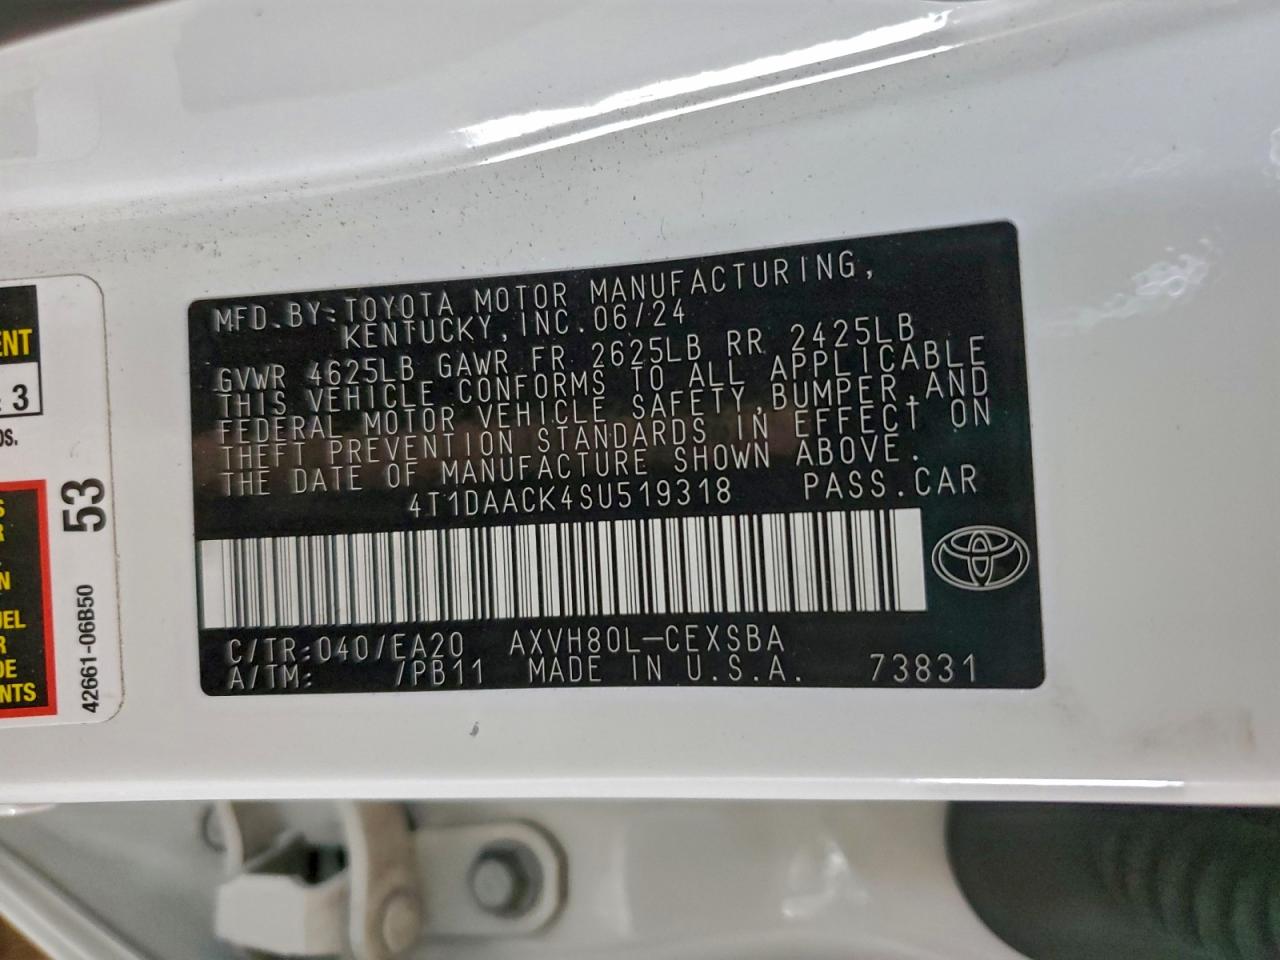 MFD.BY:TOYOTA MOTOR MANUFACTURING,
KENTUCKY,INC.06/24
GVWR 4625LB GAWR FR 2625LB RR 2425LB
THIS VEHICLE CONFORMS TO ALL APPLICABLE
FEDERAL MOTOR VEHICLE SAFETY,BUMPER,AND
THEFT PREVENTION STANDARDS IN EFFECT ON
THE DATE OF MANUFACTURE SHOWN ABOVE.
4T1DAACK4SU519318 PASS.CAR
C/TR:040/EA20 AXVH80L-CEXSBA
A/TM: /PB11 MADE IN U.S.A. 73831
3
53
42661-06B50